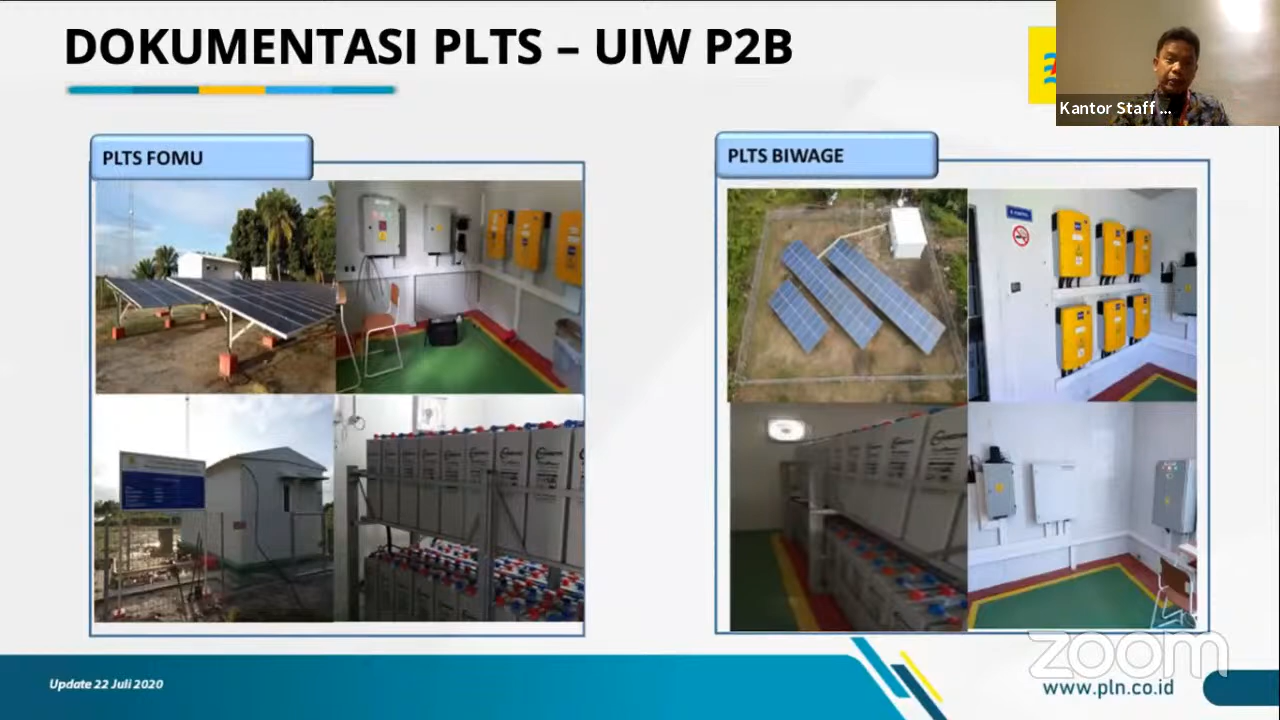 DOKUMENTASI PLTS – UIW P2B
Kantor Staff ...
PLTS FOMU
PLTS BIWAGE
Update 22 Juli 2020
zoom
www.pln.co.id